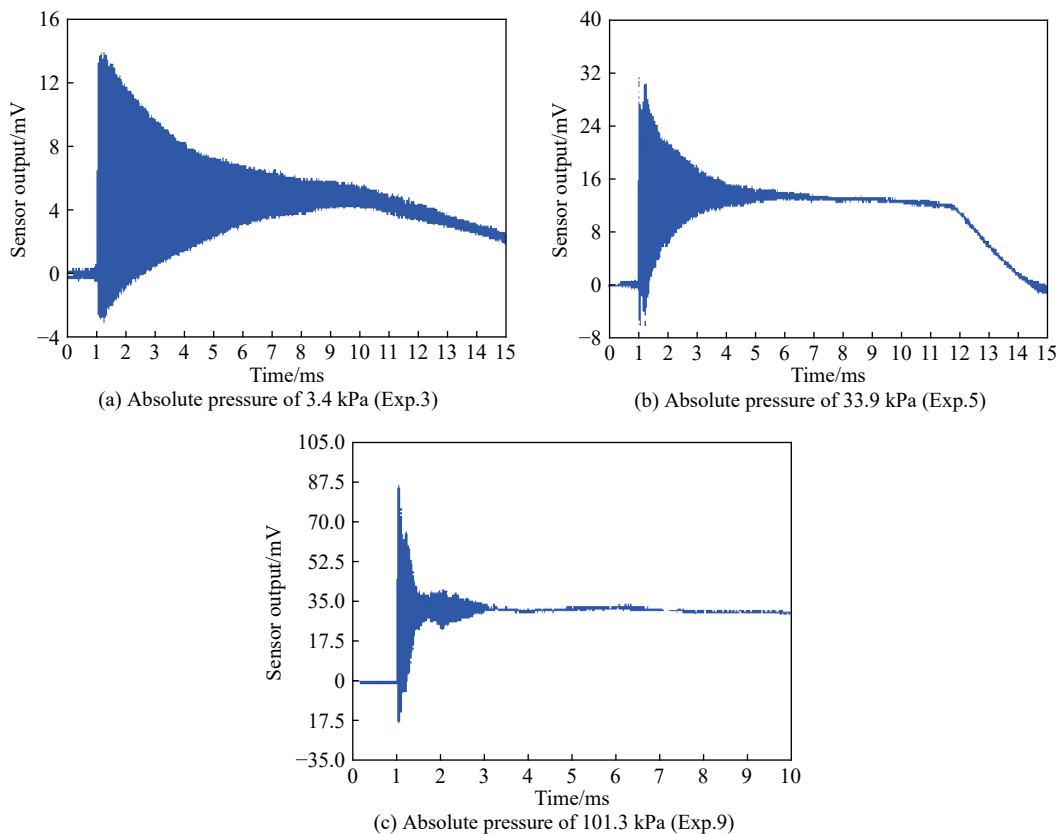 16
12
8
4
0
−4
Sensor output/mV
0 1 2 3 4 5 6 7 8 9 10 11 12 13 14 15
Time/ms
(a) Absolute pressure of 3.4 kPa (Exp.3)
40
32
24
16
8
0
−8
Sensor output/mV
0 1 2 3 4 5 6 7 8 9 10 11 12 13 14 15
Time/ms
(b) Absolute pressure of 33.9 kPa (Exp.5)
105.0
87.5
70.0
52.5
35.0
17.5
0
17.5
−35.0
Sensor output/mV
0 1 2 3 4 5 6 7 8 9 10
Time/ms
(c) Absolute pressure of 101.3 kPa (Exp.9)